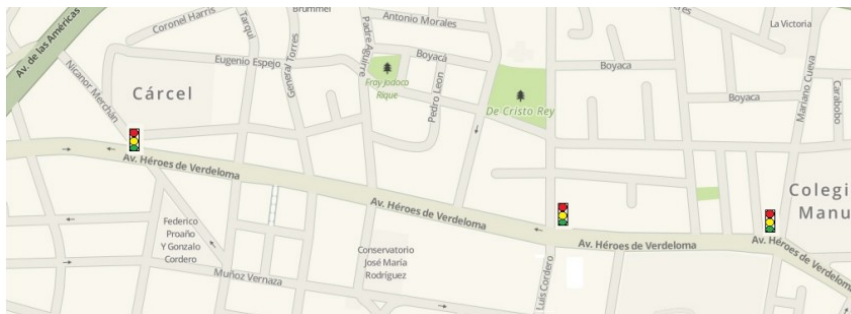 Brummel
Coronel Harris
Tarqui
Antonio Morales
La Victoria
Av. de las Américas
General Torres
Padre Aguirre
Boyacá
Eugenio Espejo
Nicanor Merchán
Cárcel
Fray Jodoco
Rique
Pedro Leon
De Cristo Rey
Boyaca
Boyaca
Mariano Cueva
Carabobo
Av. Héroes de Verdeloma
Av. Héroes de Verdeloma
Av. Héroes de Verdeloma
Av. Héroes de Verdeloma
Colegi
Manu
Federico
Proaño
Y Gonzalo
Cordero
Conservatorio
José María
Rodríguez
Muñoz Vernaza
Luis Cordero